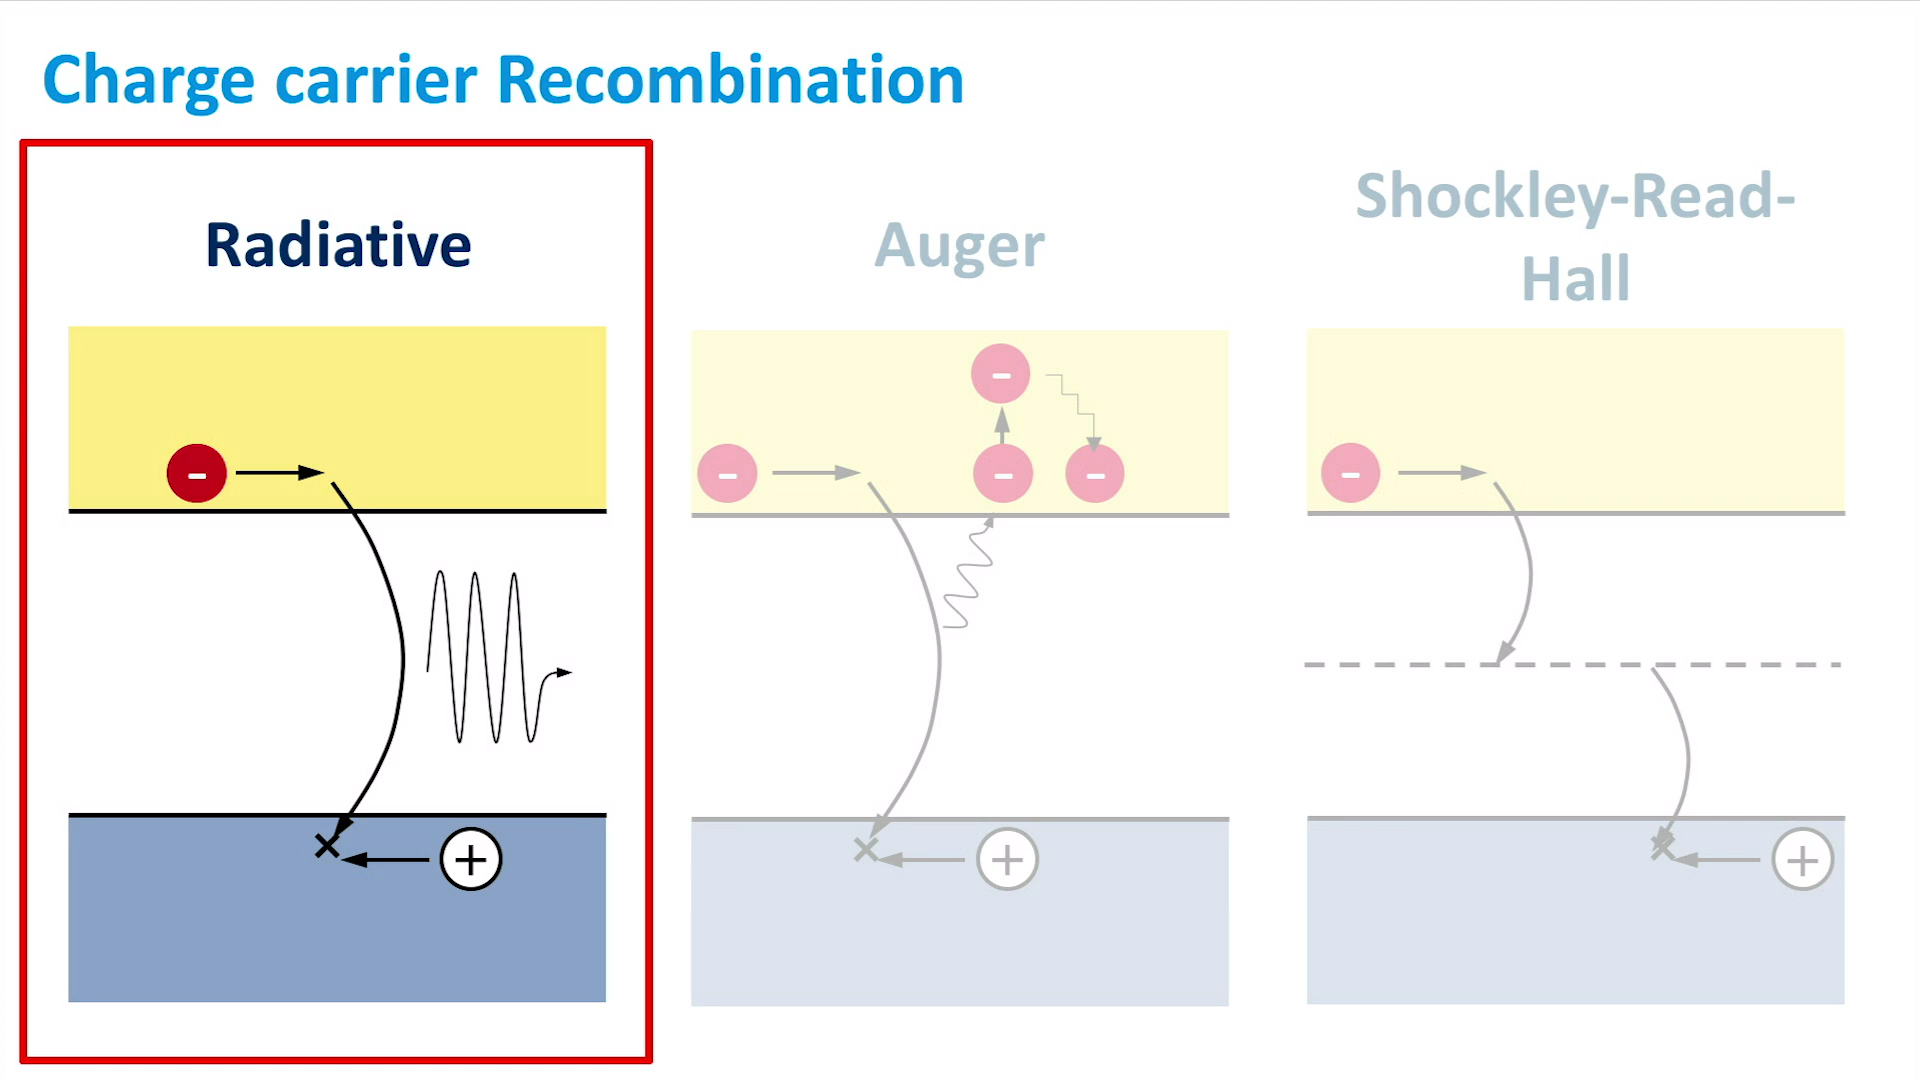 Charge carrier Recombination
Radiative
Auger
Shockley-Read-
Hall
-
+
-
-
-
-
+
-
+